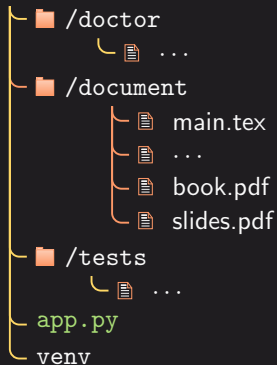 /doctor
...
/document
main.tex
...
book.pdf
slides.pdf
/tests
...
app.py
venv